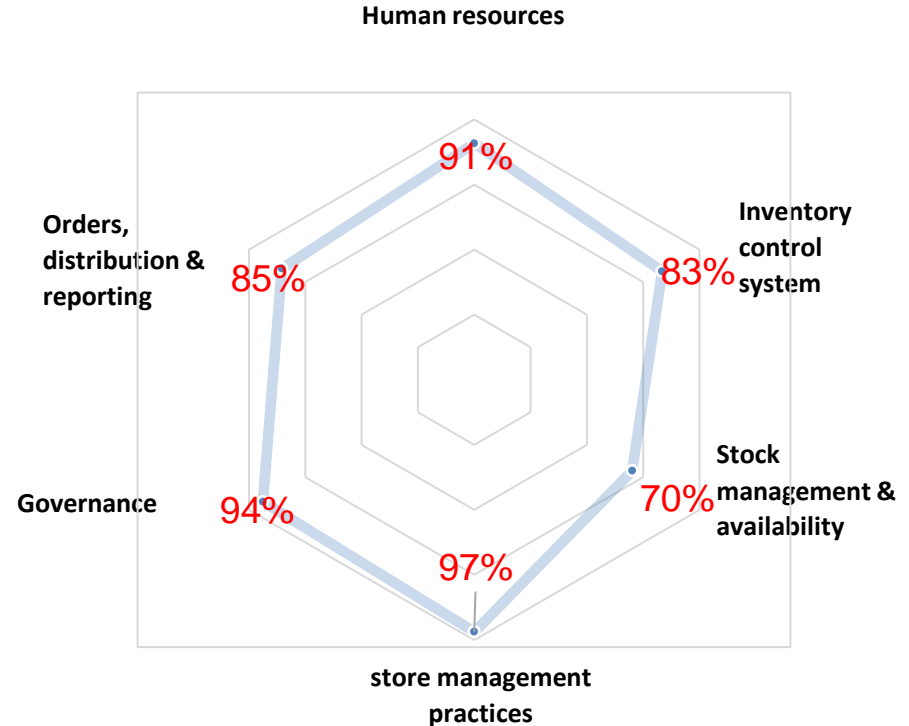 Human resources
91%
Inventory
control
system
83%
Stock
management &
availability
70%
97%
store management
practices
Governance
94%
Orders,
distribution &
reporting
85%